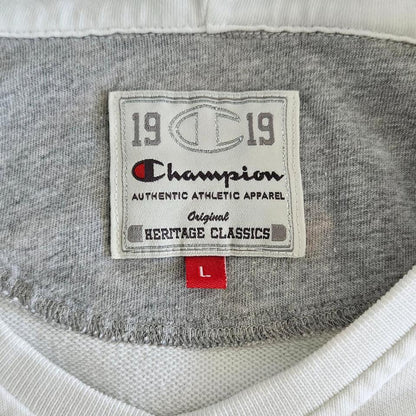 19 19
Champion
AUTHENTIC ATHLETIC APPAREL
Original
HERITAGE CLASSICS
L